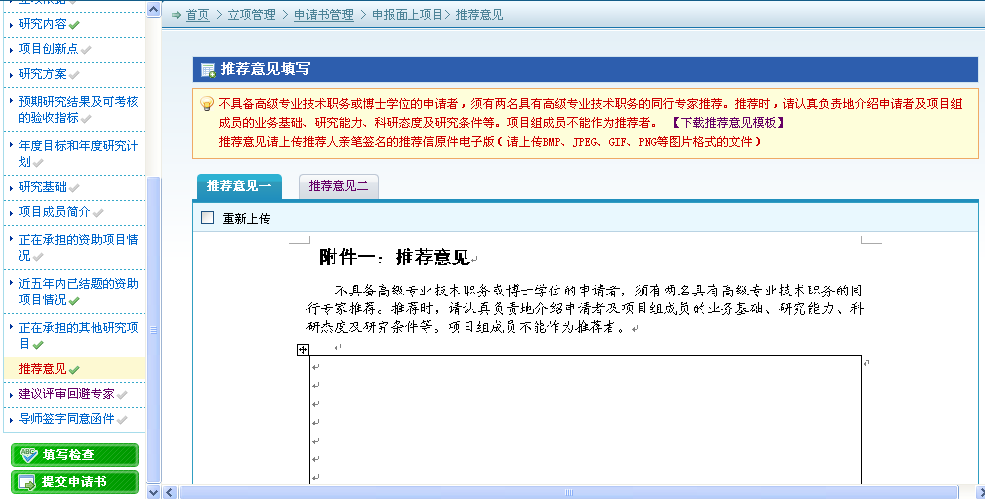 首页 > 立项管理 > 申请书管理 > 申报面上项目> 推荐意见
研究内容
项目创新点
研究方案
预期研究结果及可考核
的验收指标
年度目标和年度研究计
划
研究基础
项目成员简介
正在承担的资助项目情
况
近五年内已结题的资助
项目情况
正在承担的其他研究项
目
推荐意见
建议评审回避专家
导师签字同意函件
填写检查
提交申请书
推荐意见填写
不具备高级专业技术职务或博士学位的申请者，须有两名具有高级专业技术职务的同行专家推荐。推荐时，请认真负责地介绍申请者及项目组
成员的业务基础、研究能力、科研态度及研究条件等。项目组成员不能作为推荐者。 【下载推荐意见模板】
推荐意见请上传推荐人亲笔签名的推荐信原件电子版（请上传BMP、JPEG、GIF、PNG等图片格式的文件）
推荐意见一 推荐意见二
重新上传
附件一：推荐意见
不具备高级专业技术职务或博士学位的申请者，须有两名具有高级专业技术职务的同
行专家推荐。推荐时，请认真负责地介绍申请者及项目组成员的业务基础、研究能力、科
研态度及研究条件等。项目组成员不能作为推荐者。